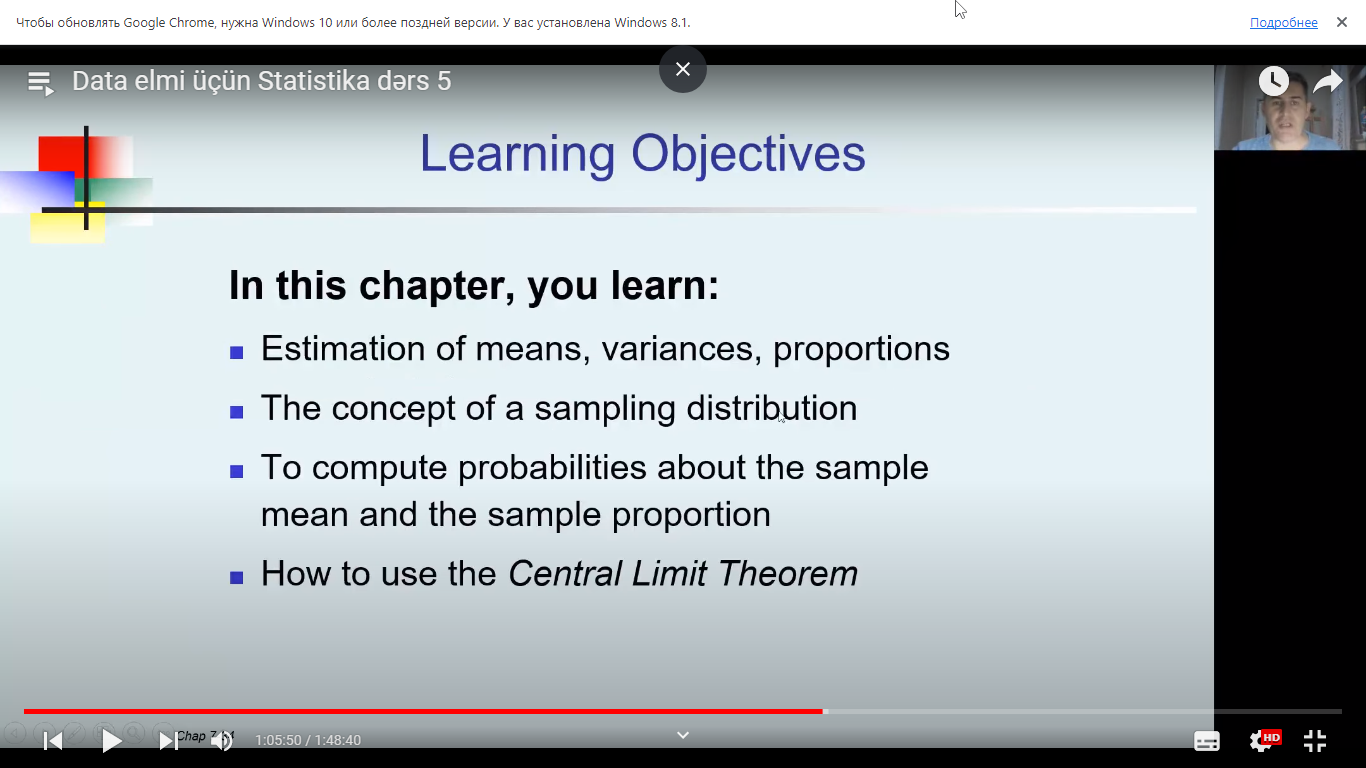 Чтобы обновлять Google Chrome, нужна Windows 10 или более поздней версии. У вас установлена Windows 8.1.
Подробнее
Data elmi üçün Statistika dərs 5
Learning Objectives
In this chapter, you learn:
Estimation of means, variances, proportions
The concept of a sampling distribution
To compute probabilities about the sample
mean and the sample proportion
How to use the Central Limit Theorem
Chap
1:05:50 / 1:48:40
HD